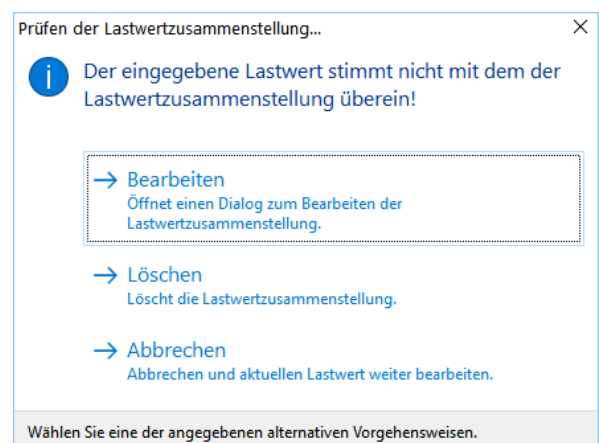 Prüfen der Lastwertzusammenstellung...
Der eingegebene Lastwert stimmt nicht mit dem der
Lastwertzusammenstellung überein!
Bearbeiten
Öffnet einen Dialog zum Bearbeiten der
Lastwertzusammenstellung.
Löschen
Löscht die Lastwertzusammenstellung.
Abbrechen
Abbrechen und aktuellen Lastwert weiter bearbeiten.
Wählen Sie eine der angegebenen alternativen Vorgehensweisen.